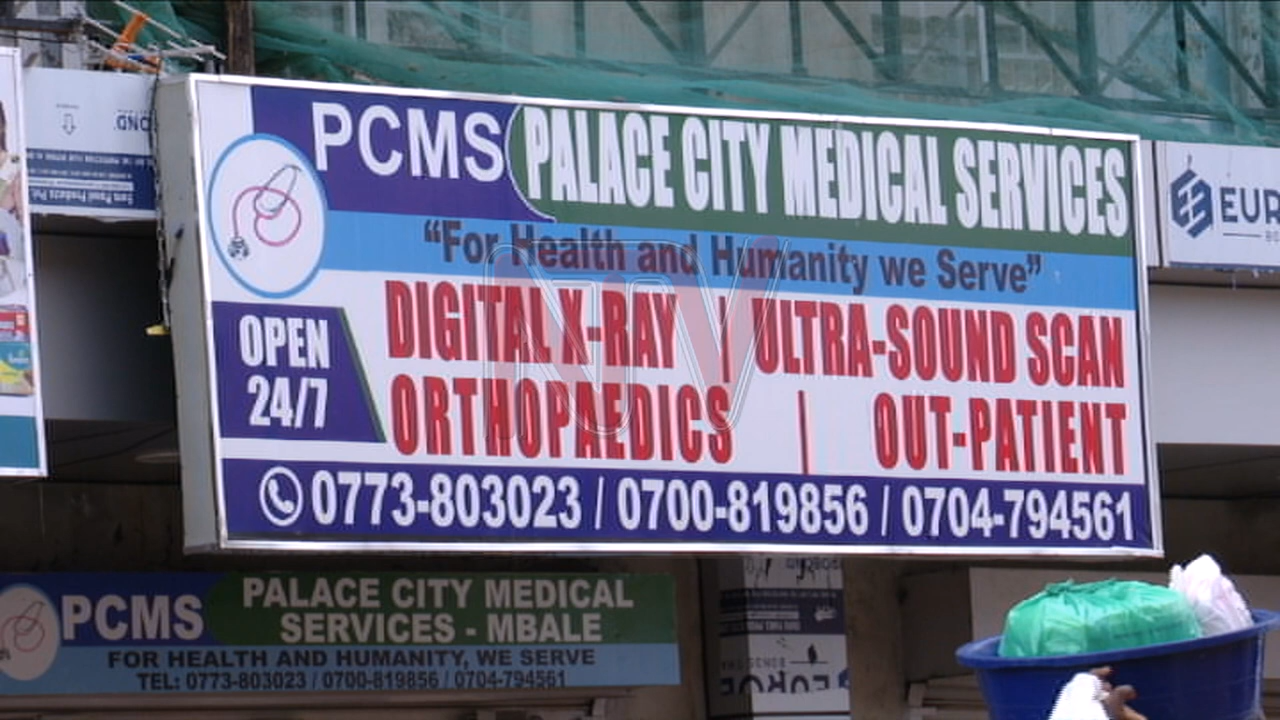 PCMS PALACE CITY MEDICAL SERVICES
“For Health and Humanity we Serve”
OPEN 24/7
DIGITAL X-RAY | ULTRA-SOUND SCAN
ORTHOPAEDICS | OUT-PATIENT
0773-803023 / 0700-819856 / 0704-794561
NTV
EUR
PCMS PALACE CITY MEDICAL
SERVICES - MBALE
FOR HEALTH AND HUMANITY, WE SERVE
TEL: 0773-803023 / 0700-819856 / 0704-794561